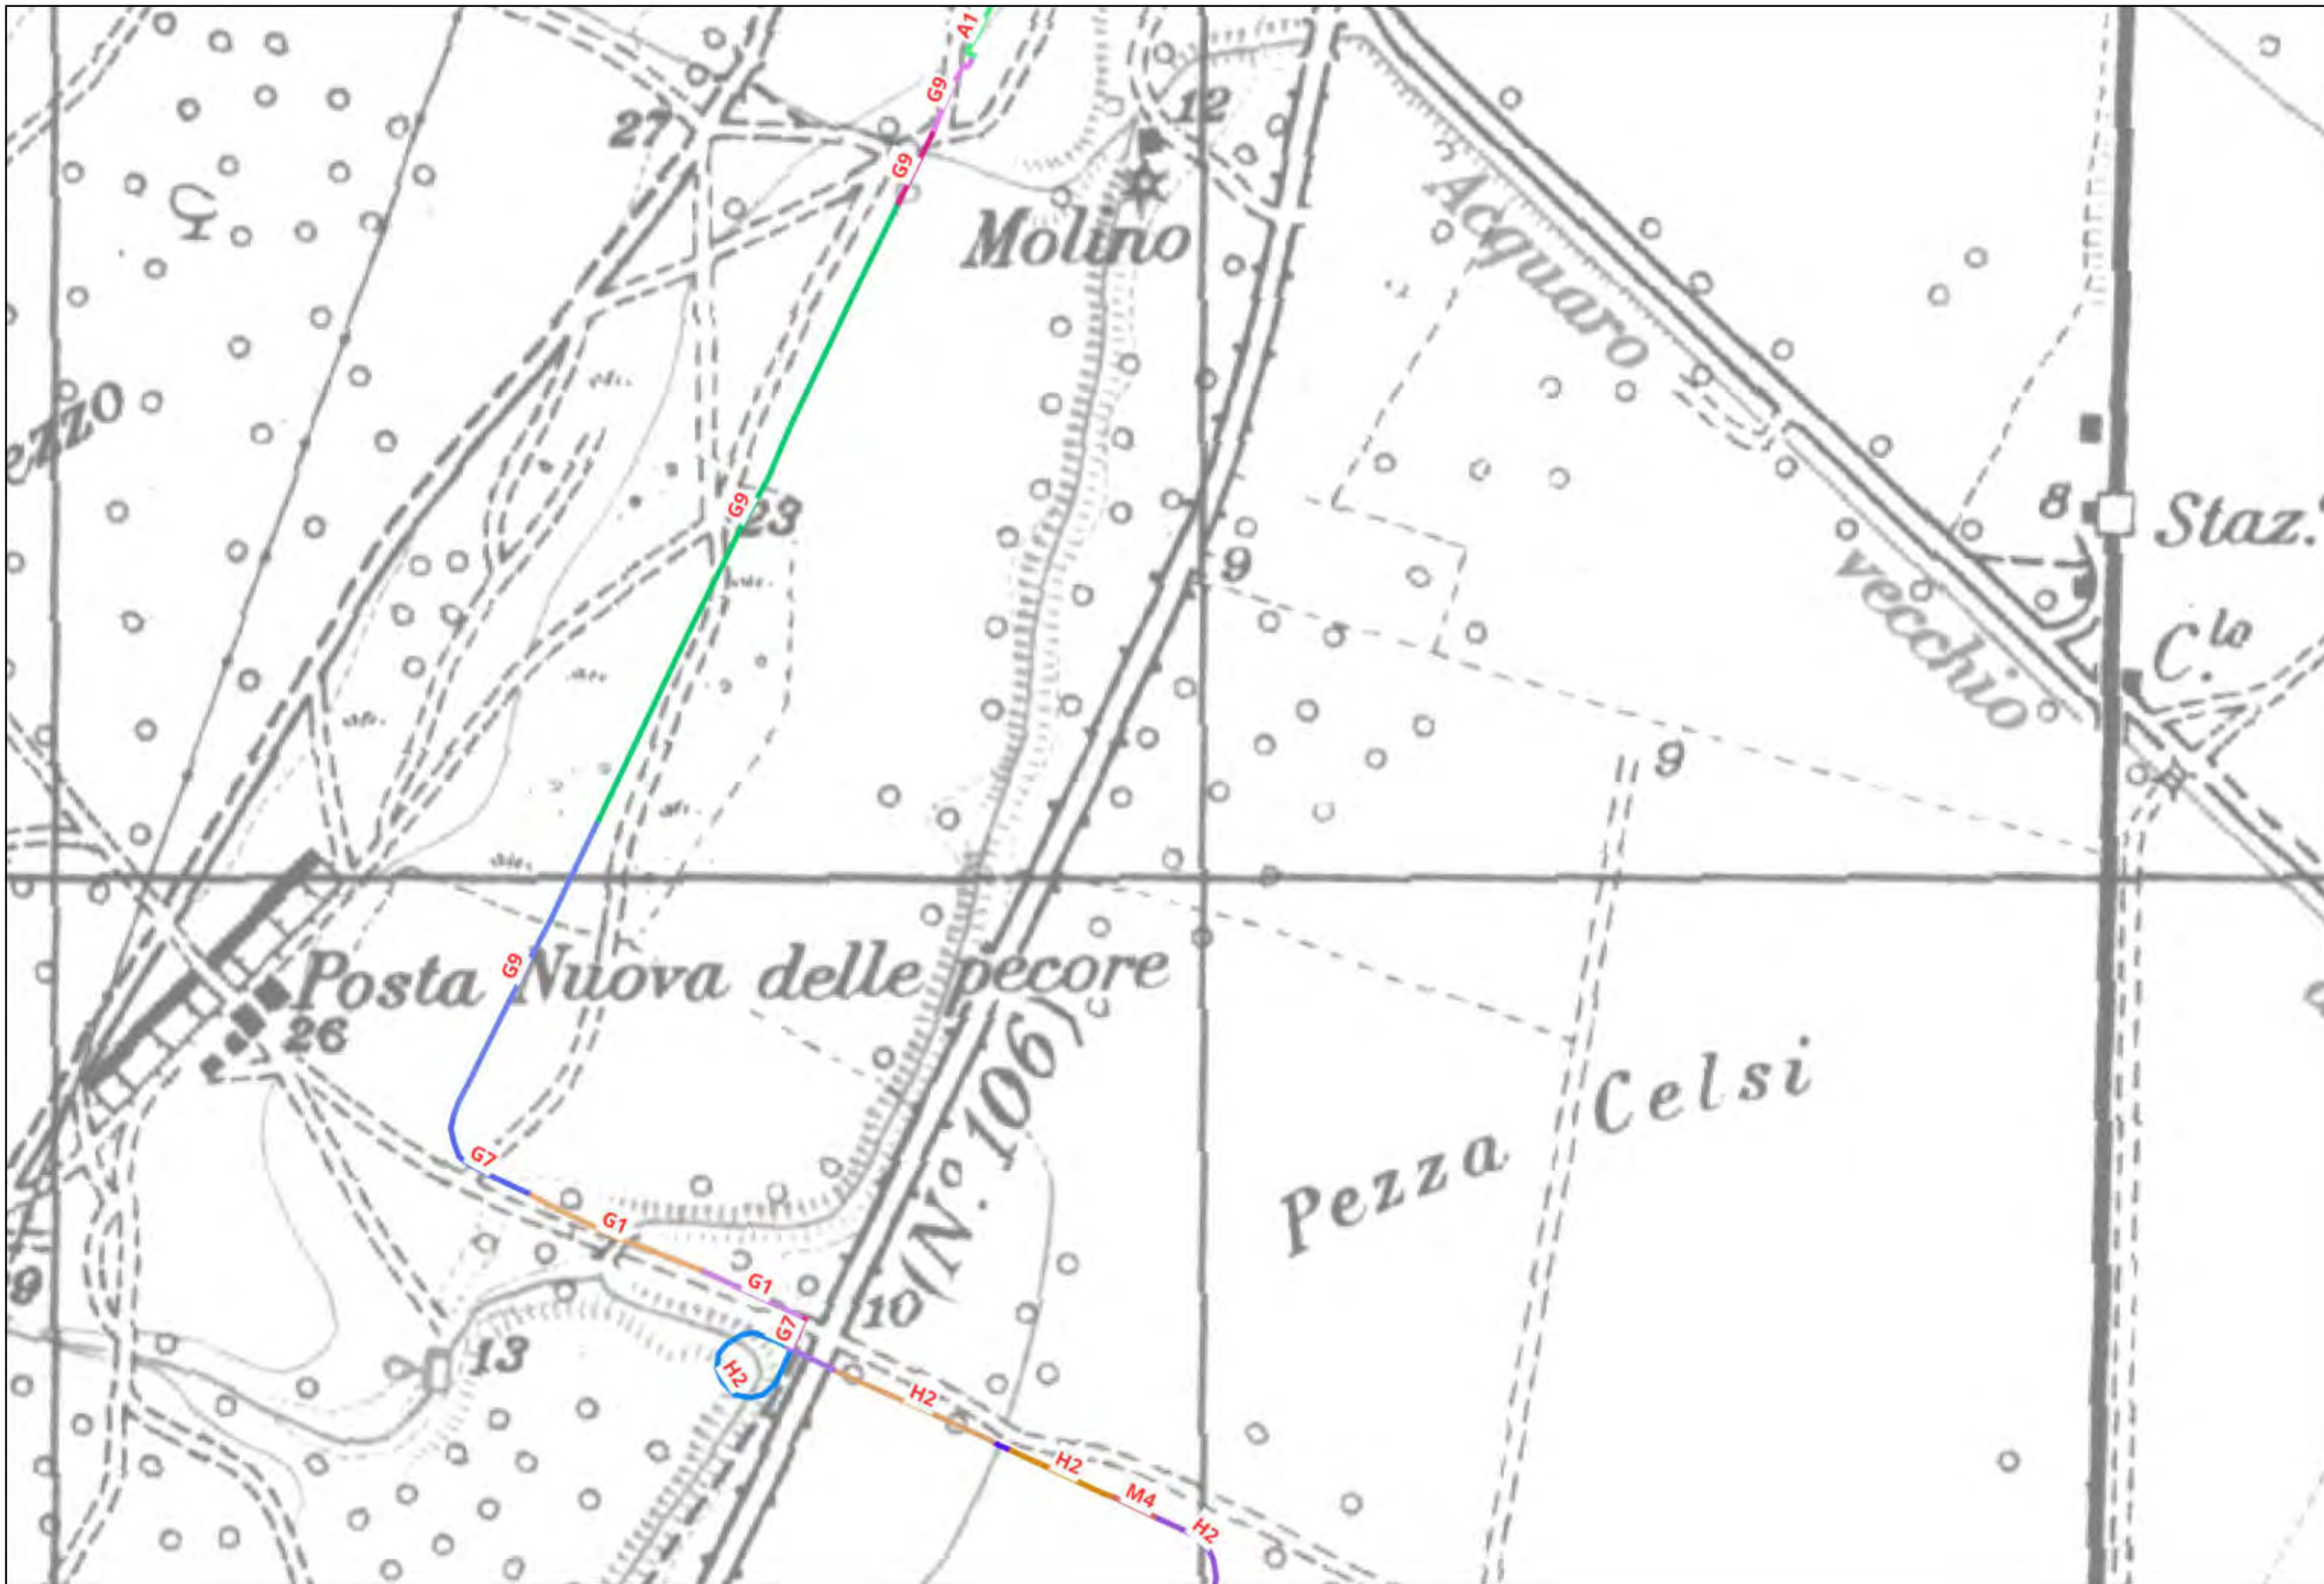 A1
G9
12
27
G9
Molino
Acquaro
ezzo
G9
23
8
Staz.
9
vecchio
C.lo
9
G9
Posta Nuova delle pecore
26
(N.° 106)
Celsi
Pezza
G7
G1
G1
9
10
G7
13
H2
H2
H2
M4
H2